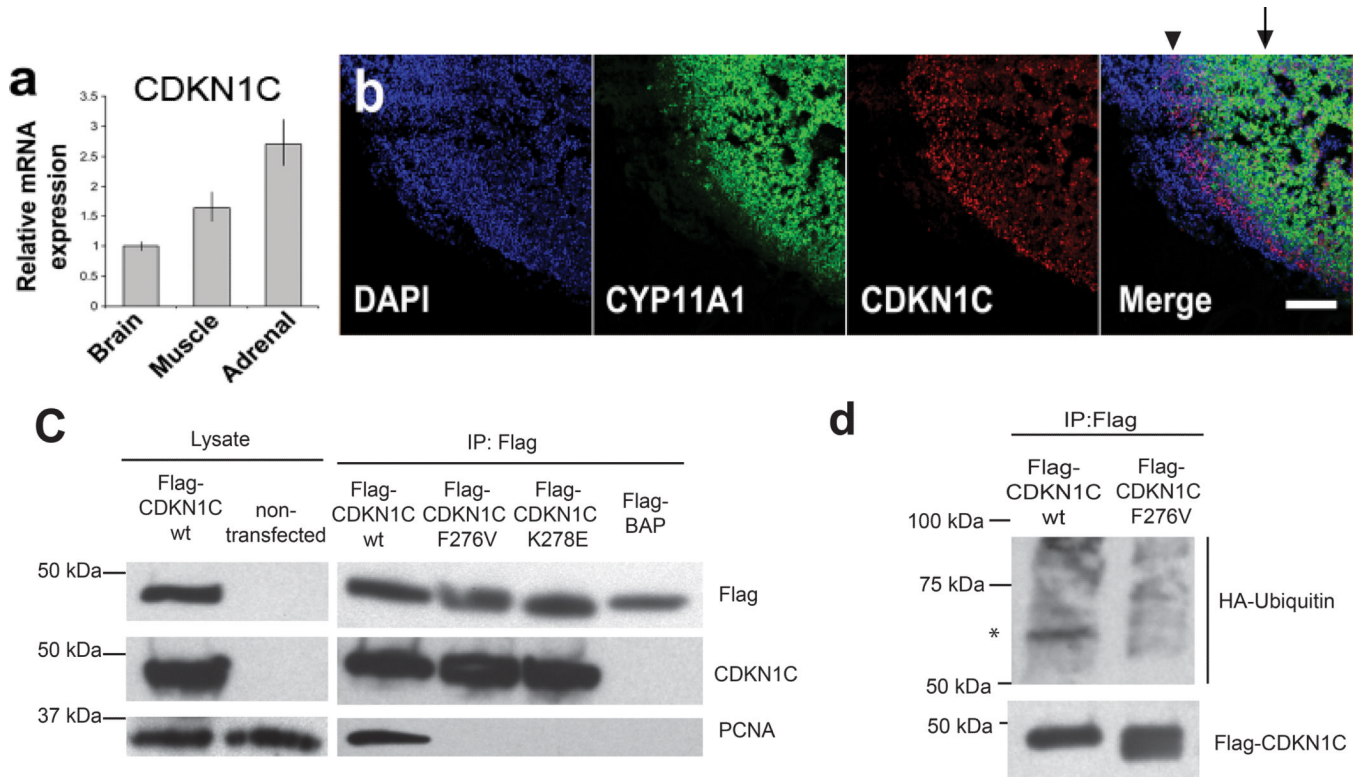 a
CDKN1C
Relative mRNA
expression
3.5
3
2.5
2
1.5
1
0.5
0
Brain
Muscle
Adrenal
b
DAPI
CYP11A1
CDKN1C
Merge
C
Lysate
IP: Flag
Flag-
CDKN1C
wt
non-
transfected
Flag-
CDKN1C
wt
Flag-
CDKN1C
F276V
Flag-
CDKN1C
K278E
Flag-
BAP
50 kDa
Flag
50 kDa
CDKN1C
37 kDa
PCNA
d
IP:Flag
Flag-
CDKN1C
wt
Flag-
CDKN1C
F276V
100 kDa
75 kDa
HA-Ubiquitin
*
50 kDa
50 kDa
Flag-CDKN1C